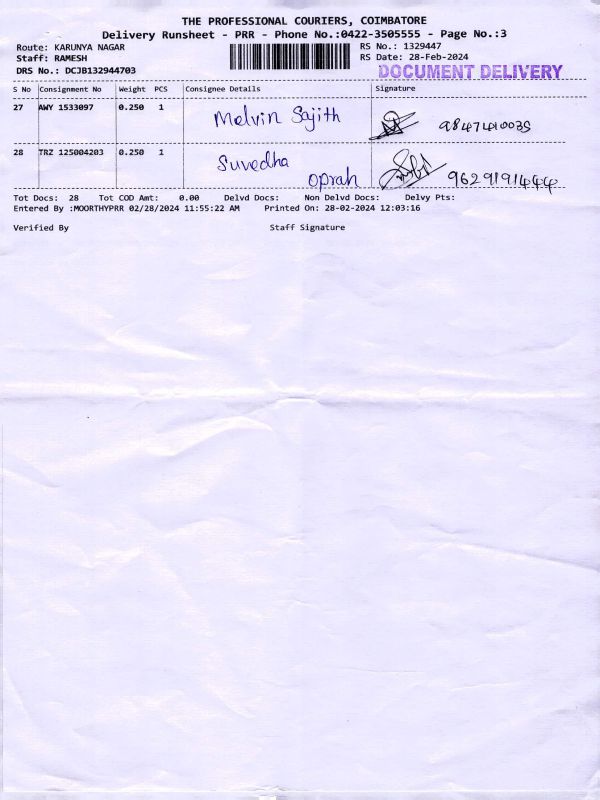 THE PROFESSIONAL COURIERS, COIMBATORE
Delivery Runsheet - PRR - Phone No.:0422-3505555 - Page No.:3
Route: KARUNYA NAGAR RS No.: 1329447
Staff: RAMESH RS Date: 28-Feb-2024
DRS No.: DCJB132944703 DOCUMENT DELIVERY
S No Consignment No Weight PCS Consignee Details Signature
27 AWY 1533097 0.250 1 Melvin Sajith 9847410035
28 TRZ 125004203 0.250 1 Suvedha
oprah 9629191444
Tot Docs: 28 Tot COD Amt: 0.00 Delvd Docs: Non Delvd Docs: Delvy Pts:
Entered By :MOORTHYPRR 02/28/2024 11:55:22 AM Printed On: 28-02-2024 12:03:16
Verified By Staff Signature